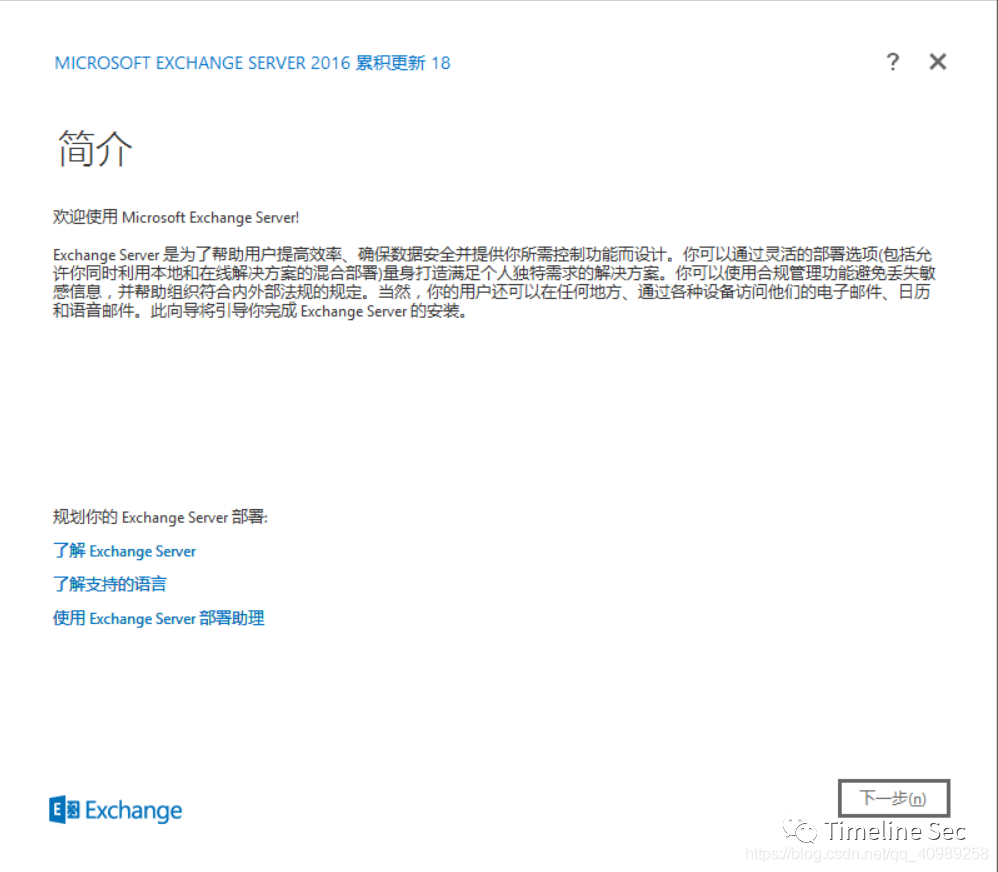 MICROSOFT EXCHANGE SERVER 2016 累积更新 18
? ✕
简介
欢迎使用 Microsoft Exchange Server!
Exchange Server 是为了帮助用户提高效率、确保数据安全并提供你所需控制功能而设计。你可以通过灵活的部署选项(包括允
许你同时利用本地和在线解决方案的混合部署)量身打造满足个人独特需求的解决方案。你可以使用合规管理功能避免丢失敏
感信息，并帮助组织符合内外部法规的规定。当然，你的用户还可以在任何地方、通过各种设备访问他们的电子邮件、日历
和语音邮件。此向导将引导你完成 Exchange Server 的安装。
规划你的 Exchange Server 部署:
了解 Exchange Server
了解支持的语言
使用 Exchange Server 部署助理
E Exchange
下一步(n)
Timeline Sec
https://blog.csdn.net/qq_40989258